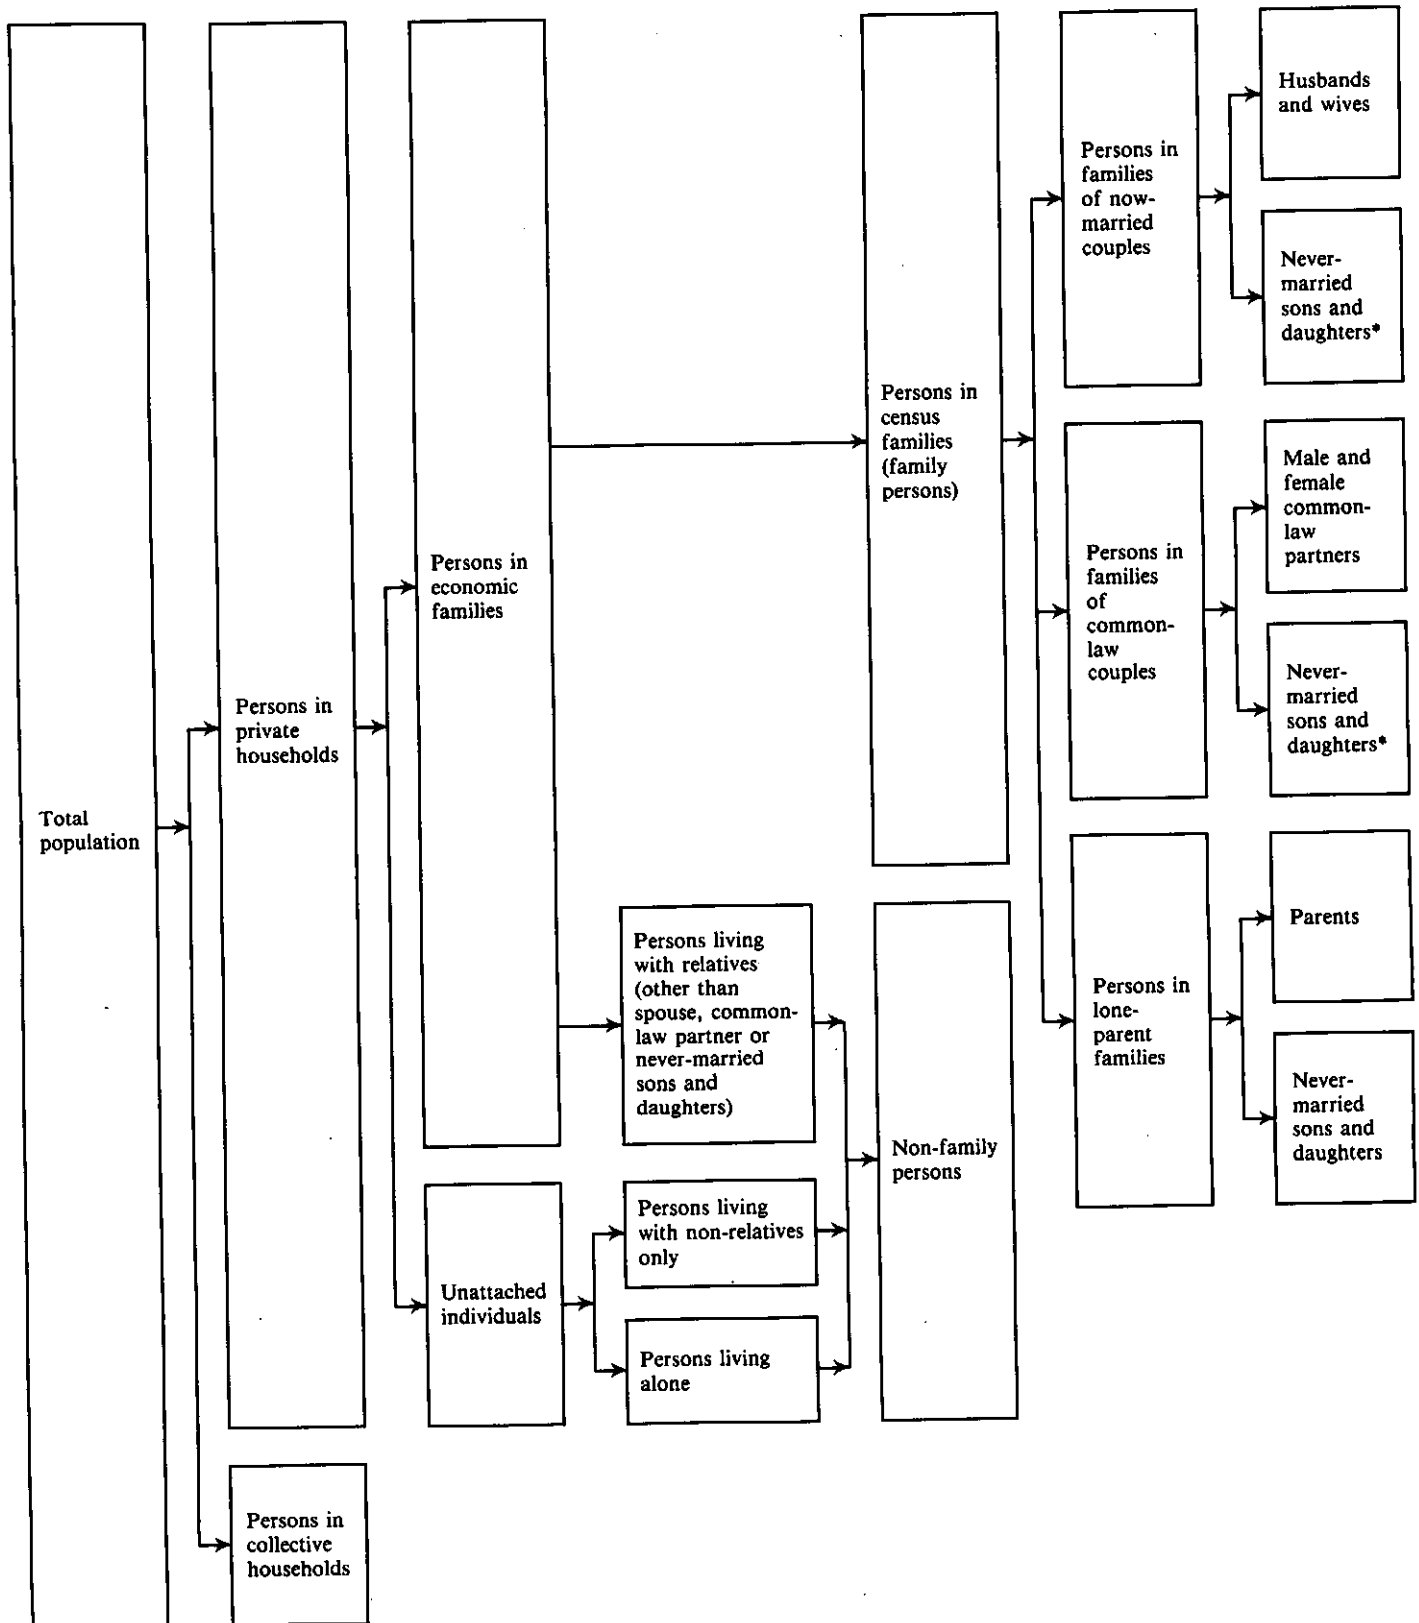 Total
population
Persons in
private
households
Persons in
collective
households
Persons in
economic
families
Unattached
individuals
Persons living
with relatives
(other than
spouse, common-
law partner or
never-married
sons and
daughters)
Persons living
with non-relatives
only
Persons living
alone
Persons in
census
families
(family
persons)
Non-family
persons
Persons in
families
of now-
married
couples
Persons in
families
of
common-
law
couples
Persons in
lone-
parent
families
Husbands
and wives
Never-
married
sons and
daughters*
Male and
female
common-
law
partners
Never-
married
sons and
daughters*
Parents
Never-
married
sons and
daughters